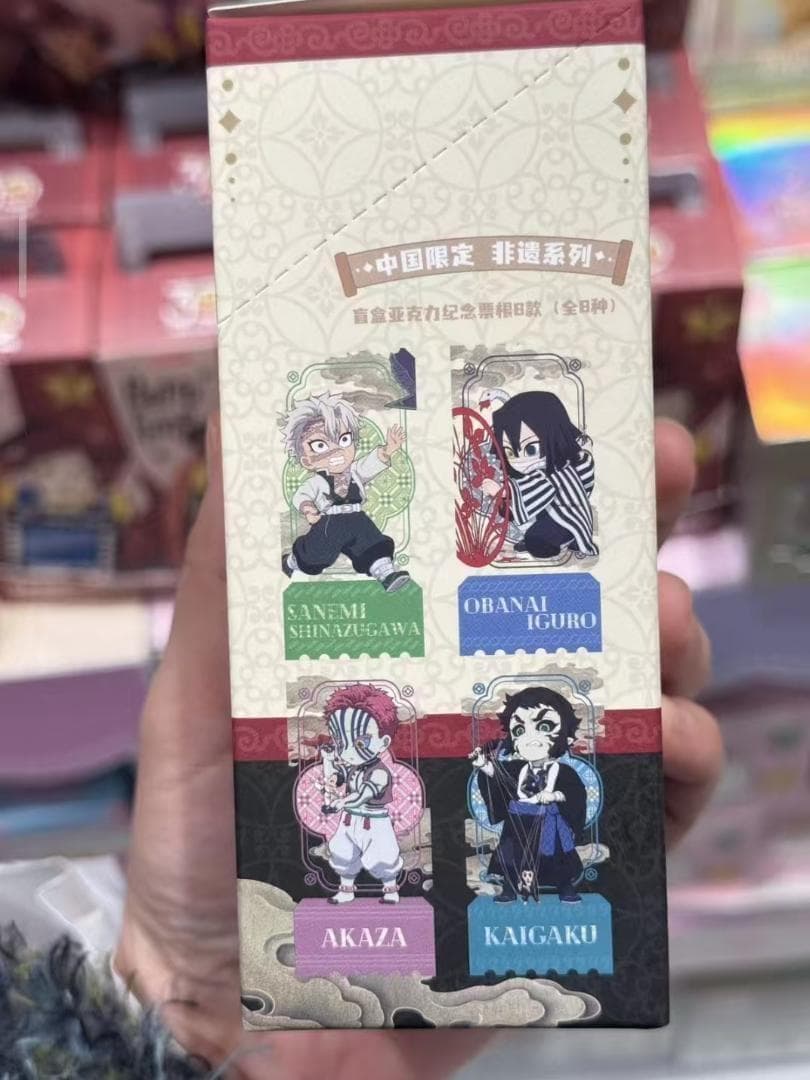 中国限定 非遗系列
盲盒亚克力纪念票根8款（全8种）
SANEMI
SHINAZUGAWA
OBANAI
IGURO
AKAZA
KAIGAKU